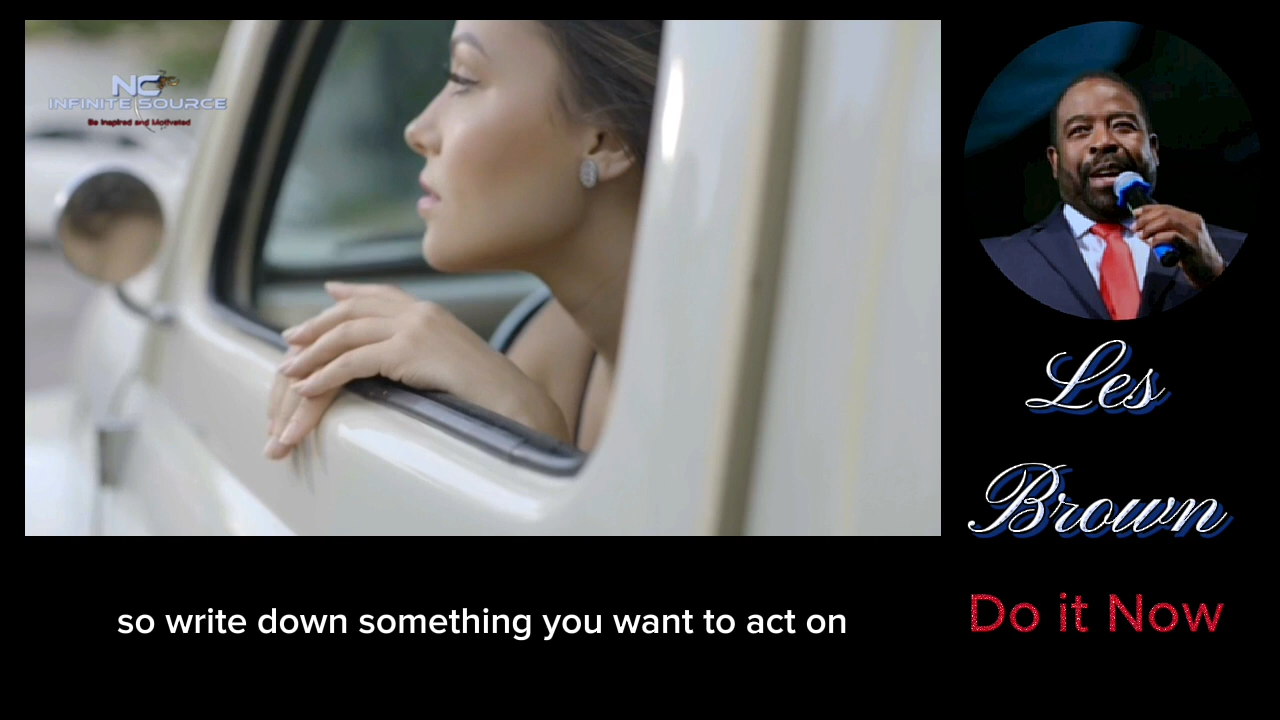 NC
INFINITE SOURCE
Be Inspired and Motivated
Les
Brown
Do it Now
so write down something you want to act on